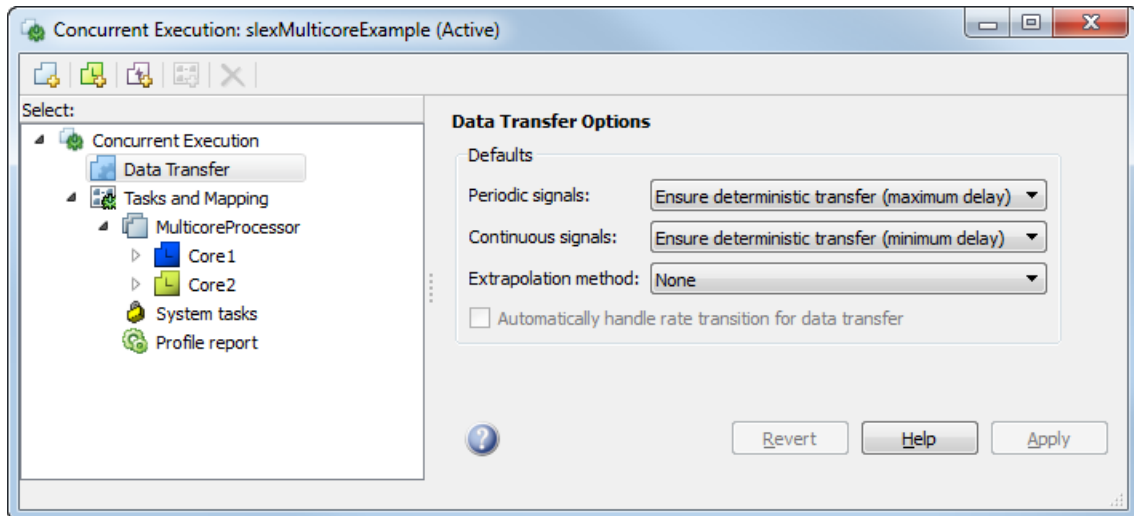 Concurrent Execution: slexMulticoreExample (Active)
Select:
Concurrent Execution
Data Transfer
Tasks and Mapping
MulticoreProcessor
Core1
Core2
System tasks
Profile report
Data Transfer Options
Defaults
Periodic signals: Ensure deterministic transfer (maximum delay)
Continuous signals: Ensure deterministic transfer (minimum delay)
Extrapolation method: None
Automatically handle rate transition for data transfer
Revert Help Apply